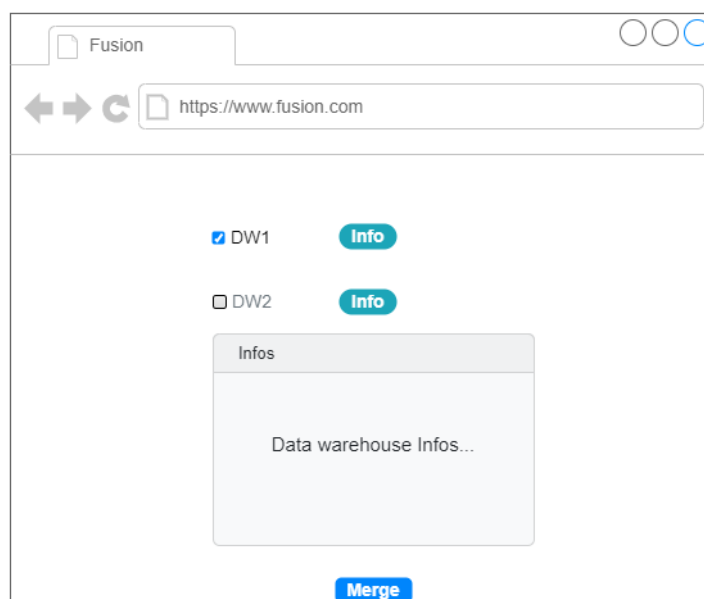 Fusion
https://www.fusion.com
DW1 Info
DW2 Info
Infos
Data warehouse Infos...
Merge